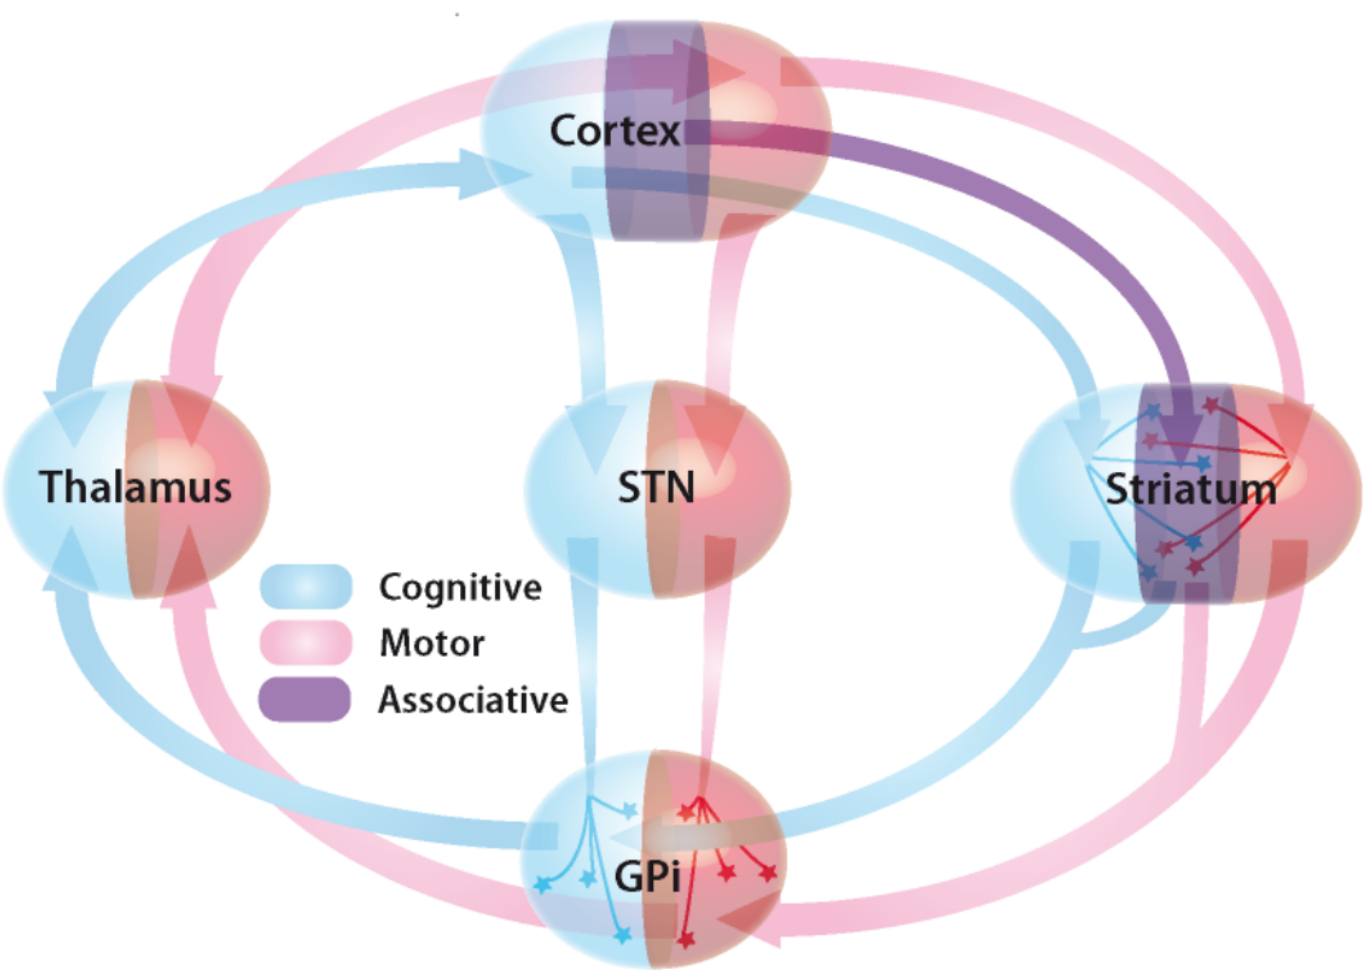 Cortex
Thalamus
STN
Striatum
Cognitive
Motor
Associative
GPi